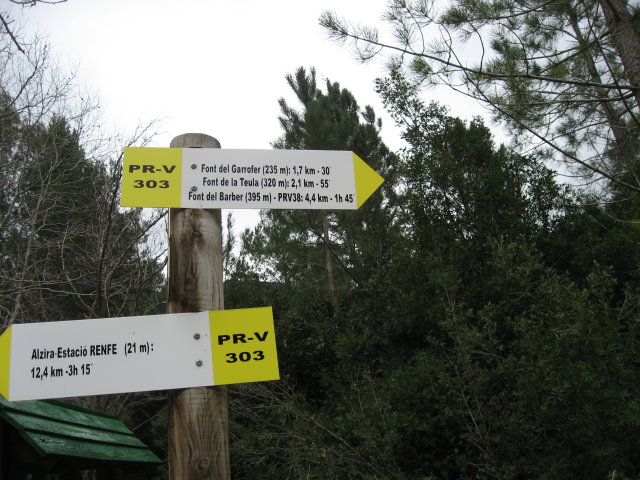 PR-V
303
Font del Garrofer (235 m): 1,7 km - 30´
Font de la Teula (320 m): 2,1 km - 55´
Font del Barber (395 m) - PRV38: 4,4 km - 1h 45´
Alzira-Estació RENFE (21 m):
12,4 km -3h 15´
PR-V
303